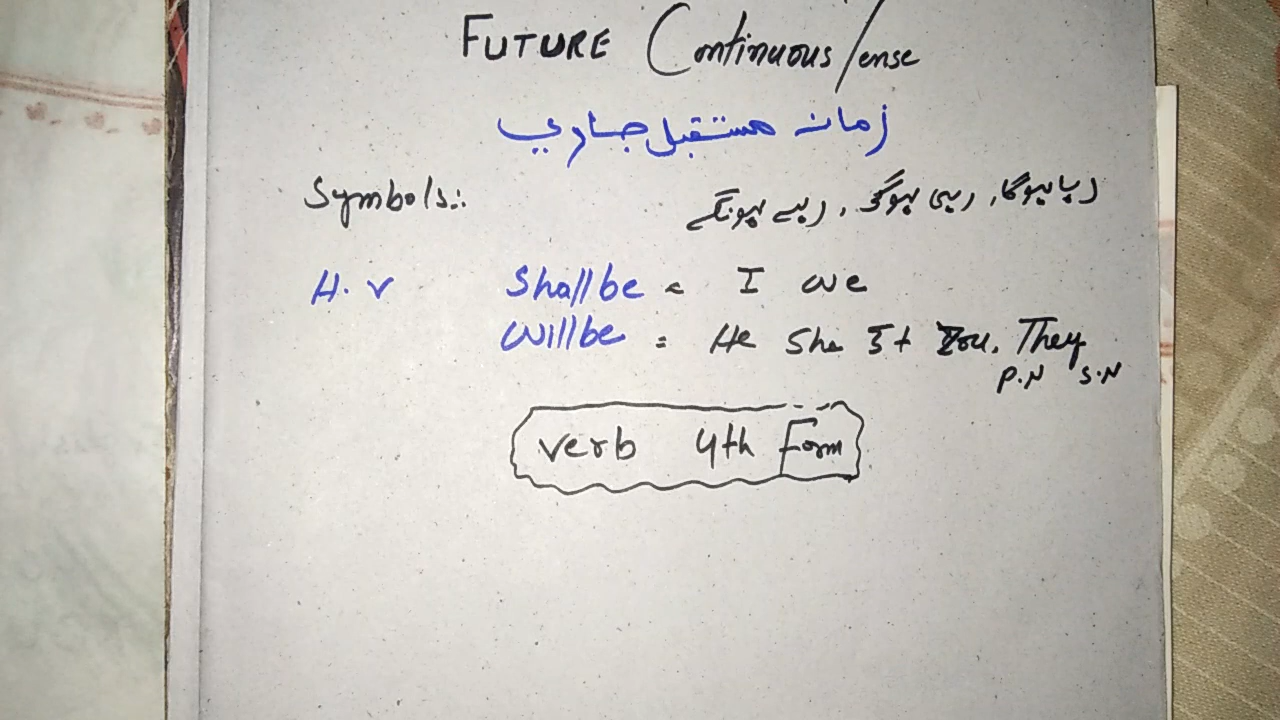 FUTURE Continuous Tense
زمانہ مستقبل جاري
Symbols:. رہا ہوگا, رہی ہوگی, رہے ہونگے
H. V Shall be = I we
Will be = He She It You, They
P.N S.N
Verb 4th Form